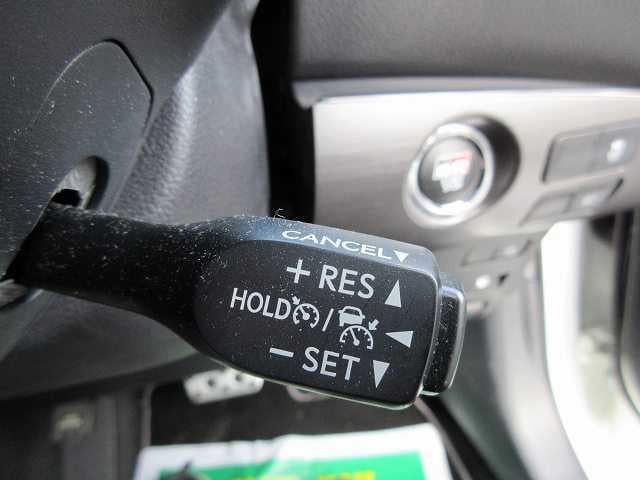 CANCEL▼
+ RES ▲
HOLD / ◀
− SET ▼